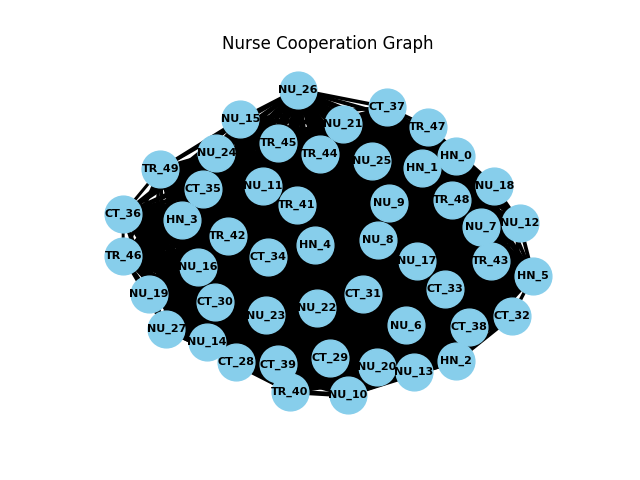 Nurse Cooperation Graph
NU_26
CT_37
NU_15
NU_21
TR_47
TR_45
NU_24
TR_44
HN_0
NU_25
HN_1
TR_49
CT_35
NU_11
NU_18
TR_48
NU_9
TR_41
CT_36
HN_3
NU_12
NU_7
TR_42
NU_8
HN_4
TR_46
CT_34
NU_17
TR_43
NU_16
HN_5
CT_33
NU_19
CT_31
CT_30
NU_22
NU_23
CT_32
NU_6
CT_38
NU_27
NU_14
CT_29
HN_2
CT_28
CT_39
NU_20
NU_13
TR_40
NU_10